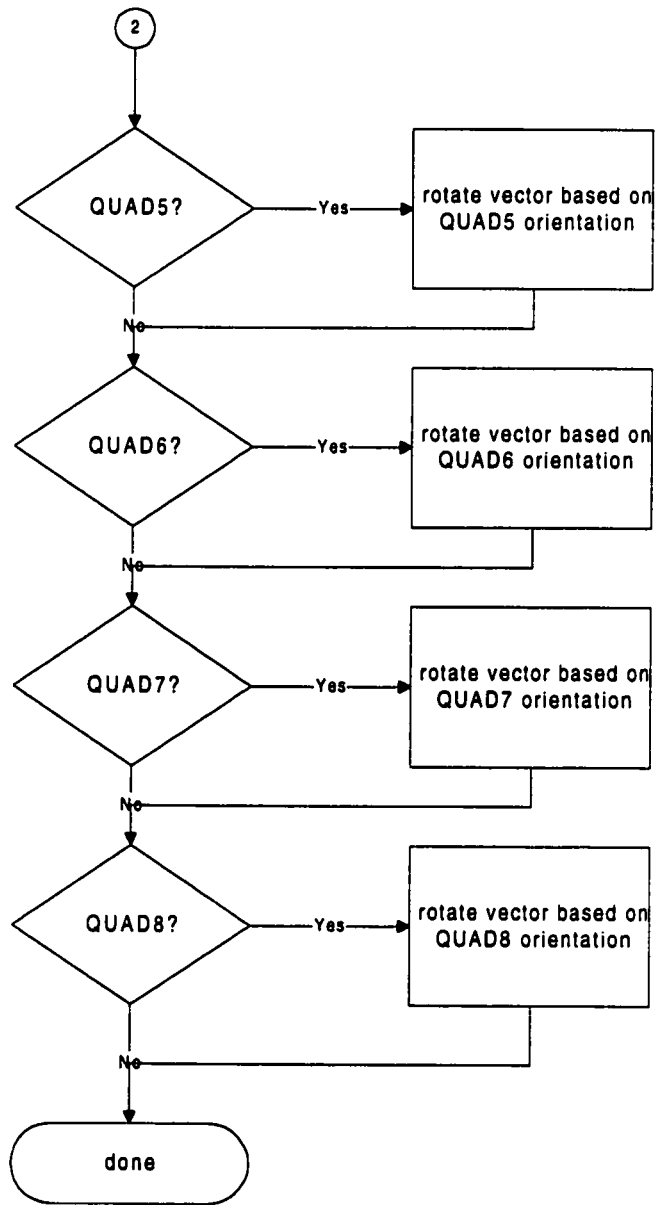 2
QUAD5?
Yes
rotate vector based on
QUAD5 orientation
No
QUAD6?
Yes
rotate vector based on
QUAD6 orientation
No
QUAD7?
Yes
rotate vector based on
QUAD7 orientation
No
QUAD8?
Yes
rotate vector based on
QUAD8 orientation
No
done